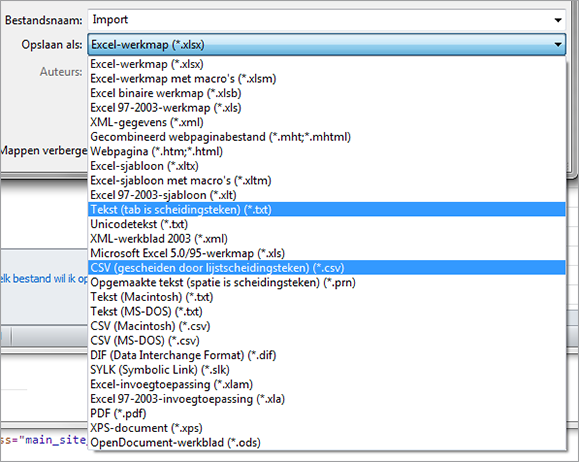 Bestandsnaam: Import
Opslaan als: Excel-werkmap (*.xlsx)
Auteurs:
Excel-werkmap (*.xlsx)
Excel-werkmap met macro's (*.xlsm)
Excel binaire werkmap (*.xlsb)
Excel 97-2003-werkmap (*.xls)
XML-gegevens (*.xml)
Gecombineerd webpaginabestand (*.mht;*.mhtml)
Mappen verberge
Webpagina (*.htm;*.html)
Excel-sjabloon (*.xltx)
Excel-sjabloon met macro's (*.xltm)
Excel 97-2003-sjabloon (*.xlt)
Tekst (tab is scheidingsteken) (*.txt)
Unicodetekst (*.txt)
XML-werkblad 2003 (*.xml)
Microsoft Excel 5.0/95-werkmap (*.xls)
CSV (gescheiden door lijstscheidingsteken) (*.csv)
elk bestand wil ik op
Opgemaakte tekst (spatie is scheidingsteken) (*.prn)
Tekst (Macintosh) (*.txt)
Tekst (MS-DOS) (*.txt)
CSV (Macintosh) (*.csv)
CSV (MS-DOS) (*.csv)
DIF (Data Interchange Format) (*.dif)
SYLK (Symbolic Link) (*.slk)
Excel-invoegtoepassing (*.xlam)
Excel 97-2003-invoegtoepassing (*.xla)
PDF (*.pdf)
XPS-document (*.xps)
OpenDocument-werkblad (*.ods)
ss="main_site_